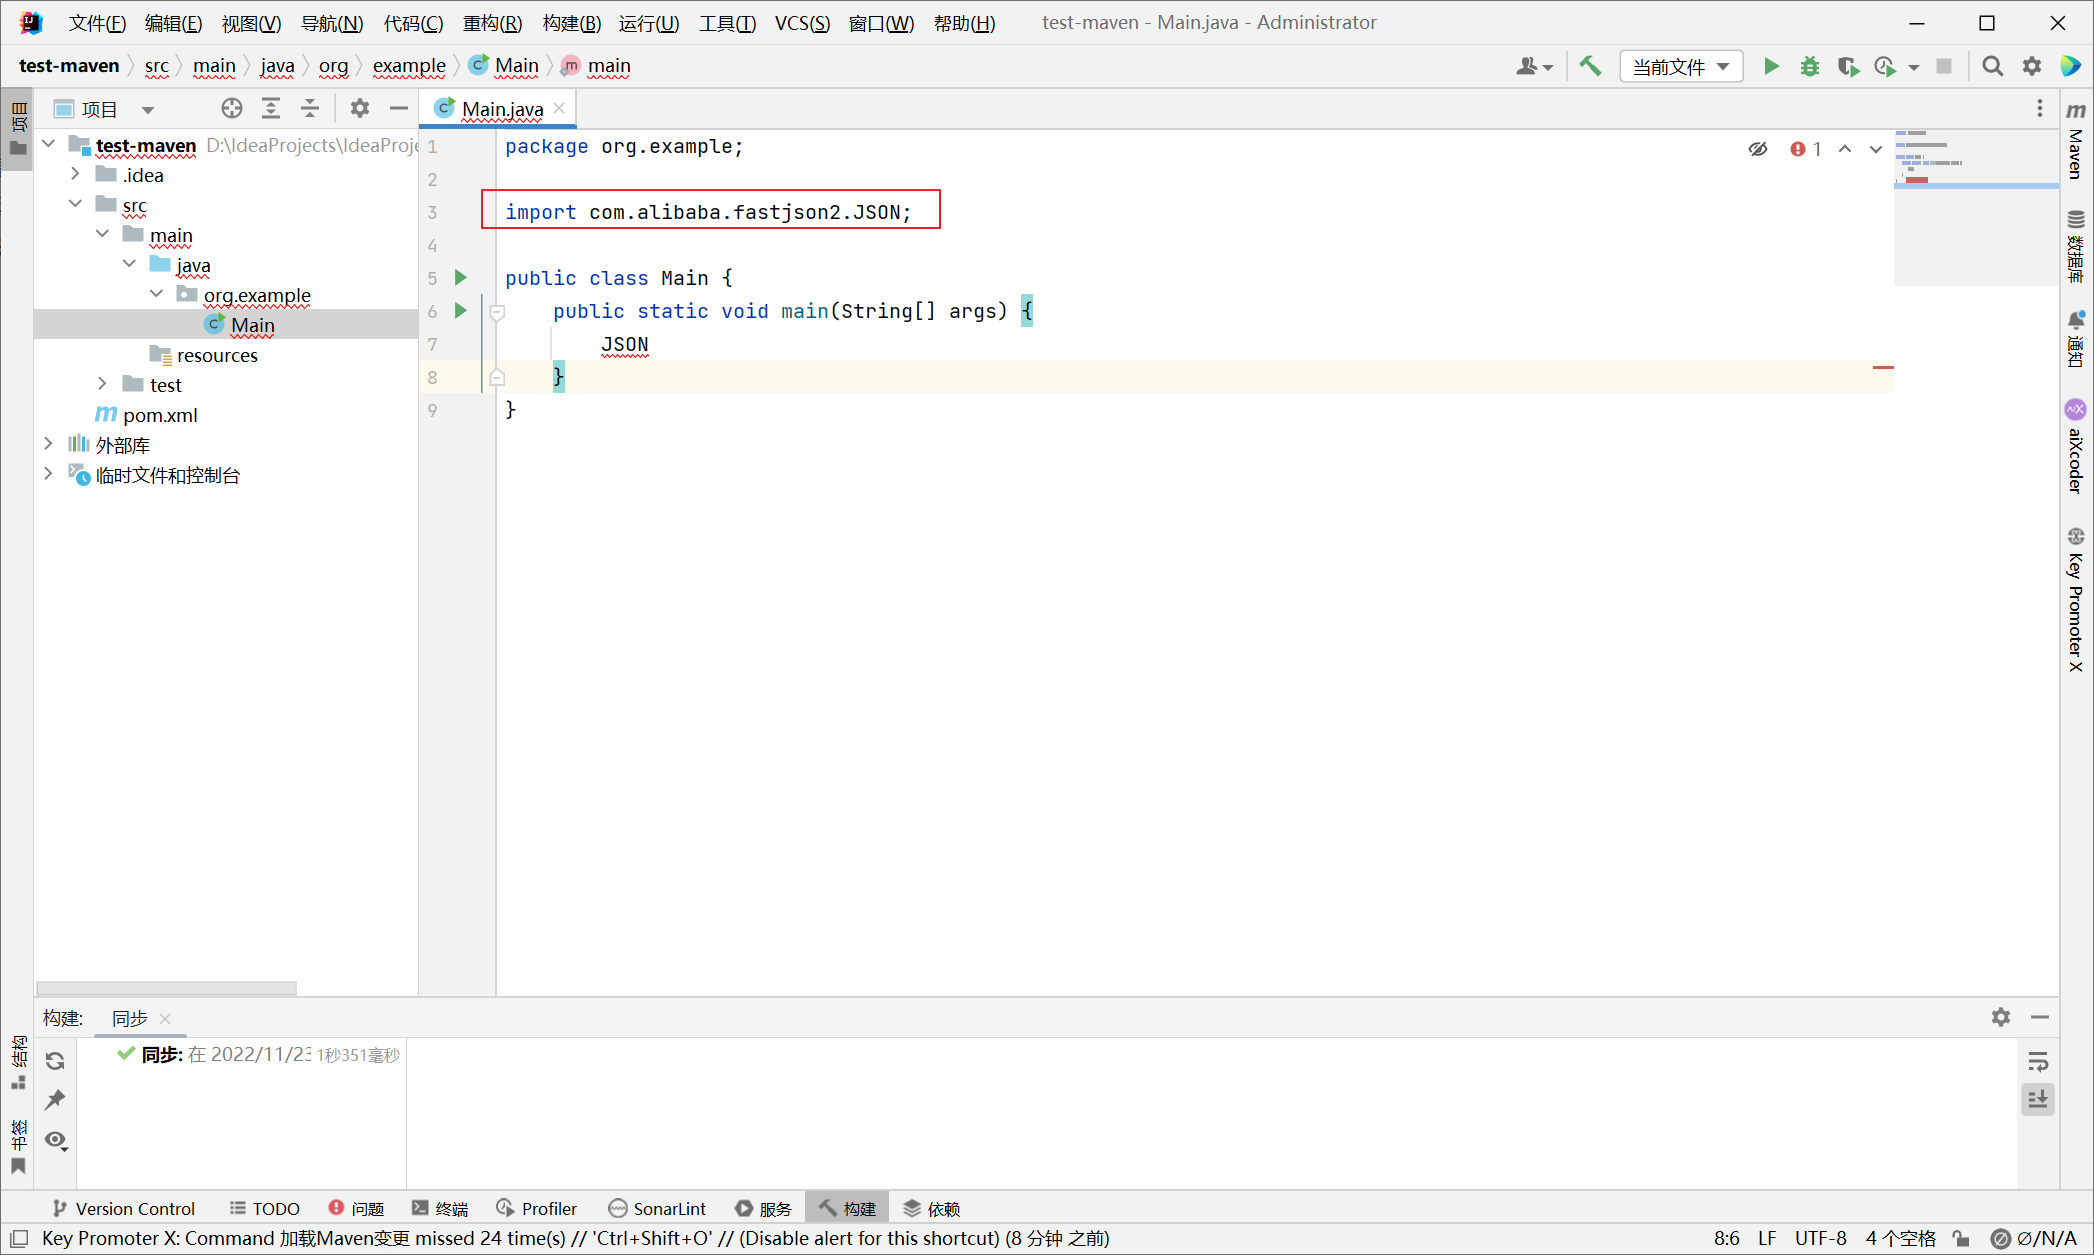 文件(F) 编辑(E) 视图(V) 导航(N) 代码(C) 重构(R) 构建(B) 运行(U) 工具(T) VCS(S) 窗口(W) 帮助(H) test-maven - Main.java - Administrator
test-maven src main java org example Main main 当前文件
项目
项目
Main.java
test-maven D:\IdeaProjects\IdeaProje
.idea
src
main
java
org.example
Main
resources
test
pom.xml
外部库
临时文件和控制台
1 package org.example;
2
3 import com.alibaba.fastjson2.JSON;
4
5 public class Main {
6 public static void main(String[] args) {
7 JSON
8 }
9 }
1
Maven
数据库
通知
aiXcoder
Key Promoter X
构建: 同步
同步: 在 2022/11/23 1秒351毫秒
结构
书签
Version Control TODO 问题 终端 Profiler SonarLint 服务 构建 依赖
Key Promoter X: Command 加载Maven变更 missed 24 time(s) // 'Ctrl+Shift+O' // (Disable alert for this shortcut) (8 分钟 之前) 8:6 LF UTF-8 4 个空格 ∅/N/A